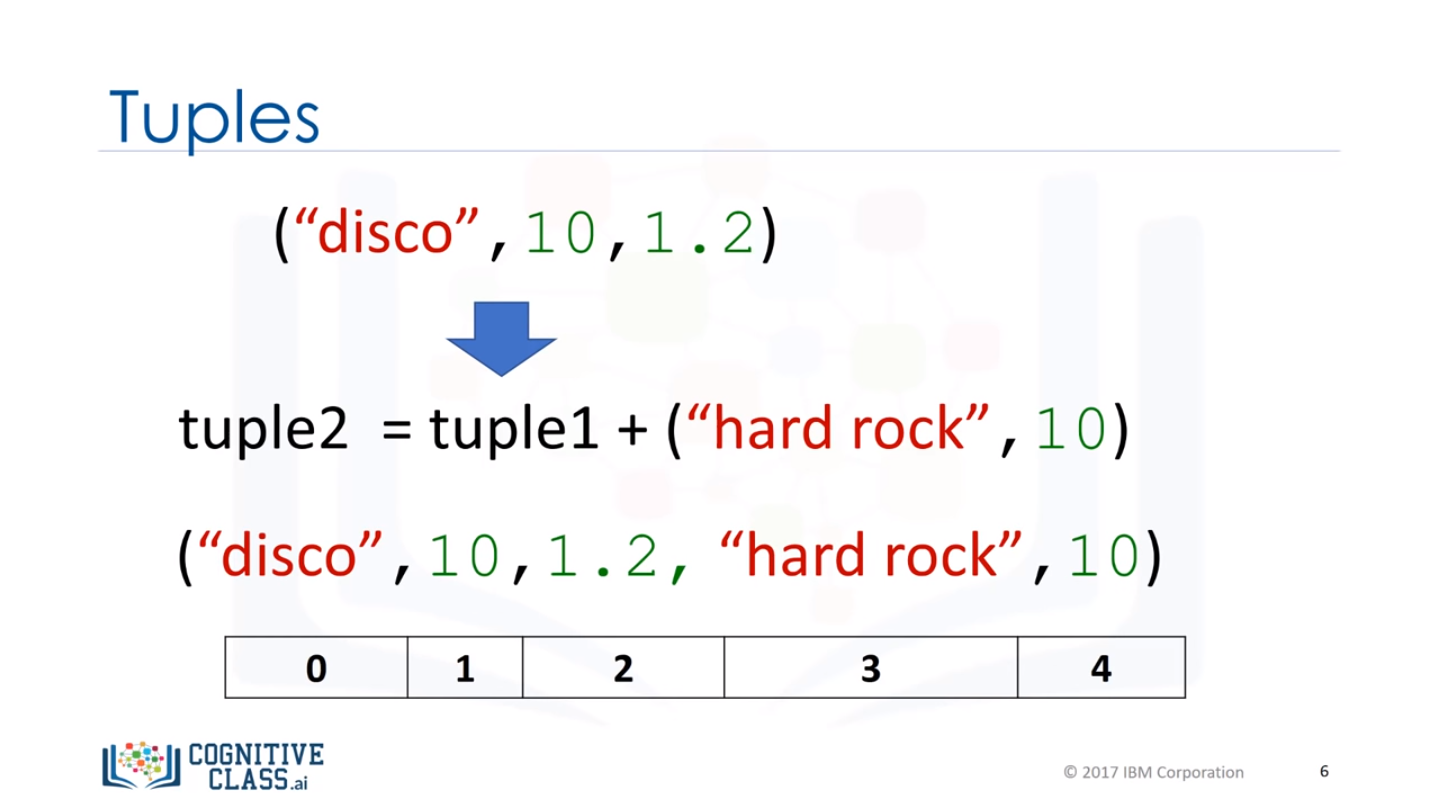 Tuples
(“disco”,10,1.2)
tuple2 = tuple1 + (“hard rock”,10)
(“disco”,10,1.2, “hard rock”,10)
0 1 2 3 4
COGNITIVE
CLASS.ai
© 2017 IBM Corporation 6